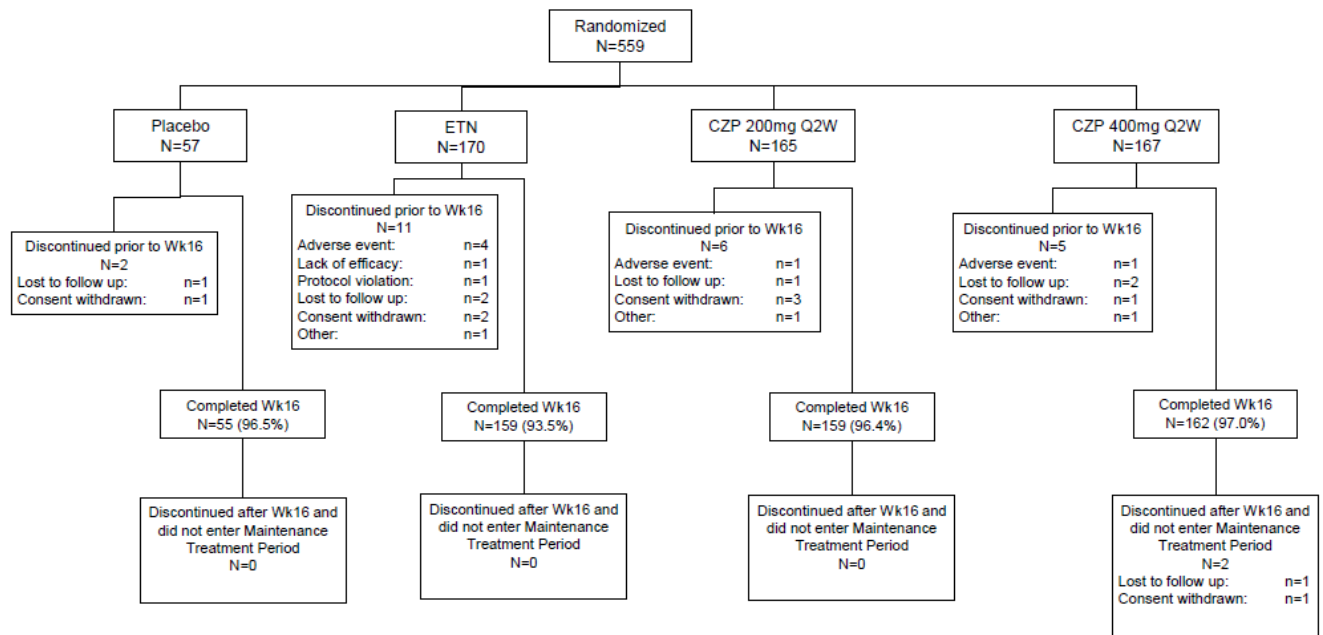 Randomized
N=559
Placebo
N=57
ETN
N=170
CZP 200mg Q2W
N=165
CZP 400mg Q2W
N=167
Discontinued prior to Wk16
N=2
Lost to follow up: n=1
Consent withdrawn: n=1
Discontinued prior to Wk16
N=11
Adverse event: n=4
Lack of efficacy: n=1
Protocol violation: n=1
Lost to follow up: n=2
Consent withdrawn: n=2
Other: n=1
Discontinued prior to Wk16
N=6
Adverse event: n=1
Lost to follow up: n=1
Consent withdrawn: n=3
Other: n=1
Discontinued prior to Wk16
N=5
Adverse event: n=1
Lost to follow up: n=2
Consent withdrawn: n=1
Other: n=1
Completed Wk16
N=55 (96.5%)
Completed Wk16
N=159 (93.5%)
Completed Wk16
N=159 (96.4%)
Completed Wk16
N=162 (97.0%)
Discontinued after Wk16 and
did not enter Maintenance
Treatment Period
N=0
Discontinued after Wk16 and
did not enter Maintenance
Treatment Period
N=0
Discontinued after Wk16 and
did not enter Maintenance
Treatment Period
N=0
Discontinued after Wk16 and
did not enter Maintenance
Treatment Period
N=2
Lost to follow up: n=1
Consent withdrawn: n=1